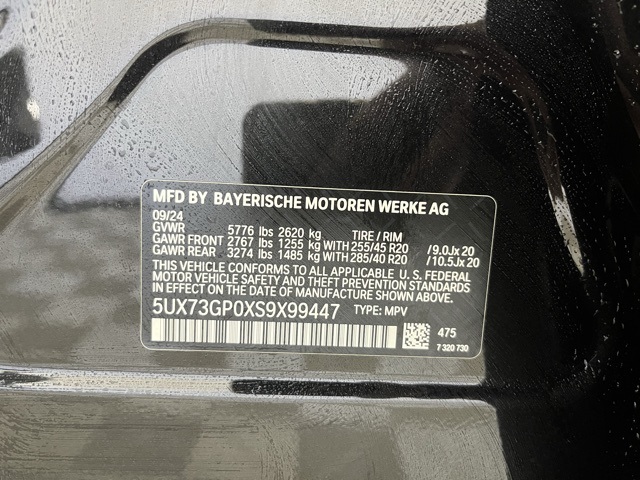 MFD BY BAYERISCHE MOTOREN WERKE AG
09/24
GVWR 5776 lbs 2620 kg TIRE / RIM
GAWR FRONT 2767 lbs 1255 kg WITH 255/45 R20 /9.0Jx 20
GAWR REAR 3274 lbs 1485 kg WITH 285/40 R20 /10.5Jx 20
THIS VEHICLE CONFORMS TO ALL APPLICABLE U.S. FEDERAL
MOTOR VEHICLE SAFETY AND THEFT PREVENTION STANDARDS
IN EFFECT ON THE DATE OF MANUFACTURE SHOWN ABOVE.
5UX73GP0XS9X99447 TYPE: MPV
475
7 320 730